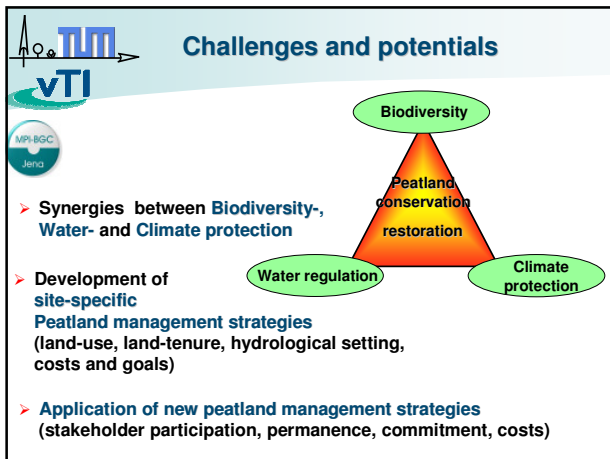 TUM
Challenges and potentials
vTI
MPI-BGC
Jena
Biodiversity
Peatland
conservation
restoration
Water regulation
Climate
protection
➢ Synergies between Biodiversity-,
Water- and Climate protection
➢ Development of
site-specific
Peatland management strategies
(land-use, land-tenure, hydrological setting,
costs and goals)
➢ Application of new peatland management strategies
(stakeholder participation, permanence, commitment, costs)